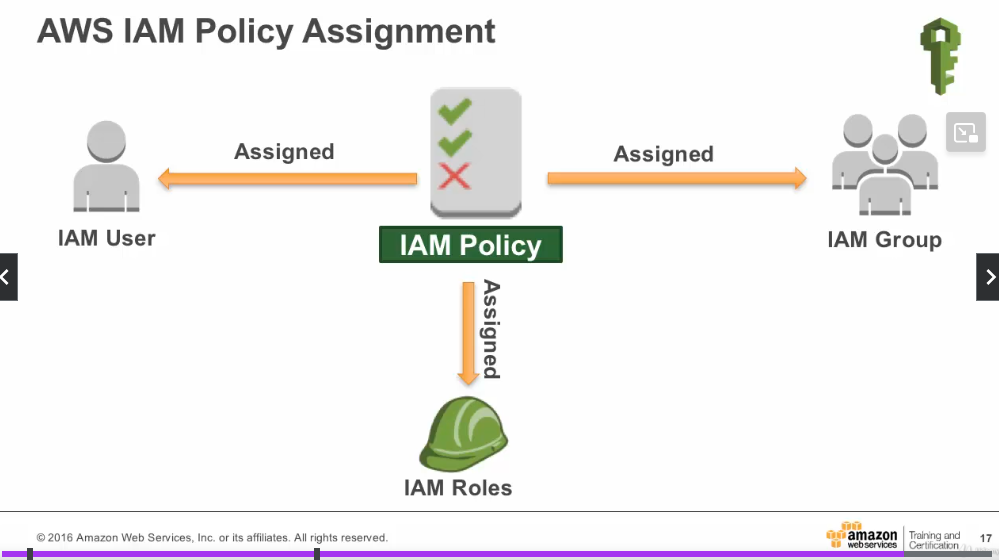 AWS IAM Policy Assignment
Assigned
Assigned
IAM User
IAM Policy
IAM Group
Assigned
IAM Roles
© 2016 Amazon Web Services, Inc. or its affiliates. All rights reserved.
amazon
web services
Training and
Certification
17